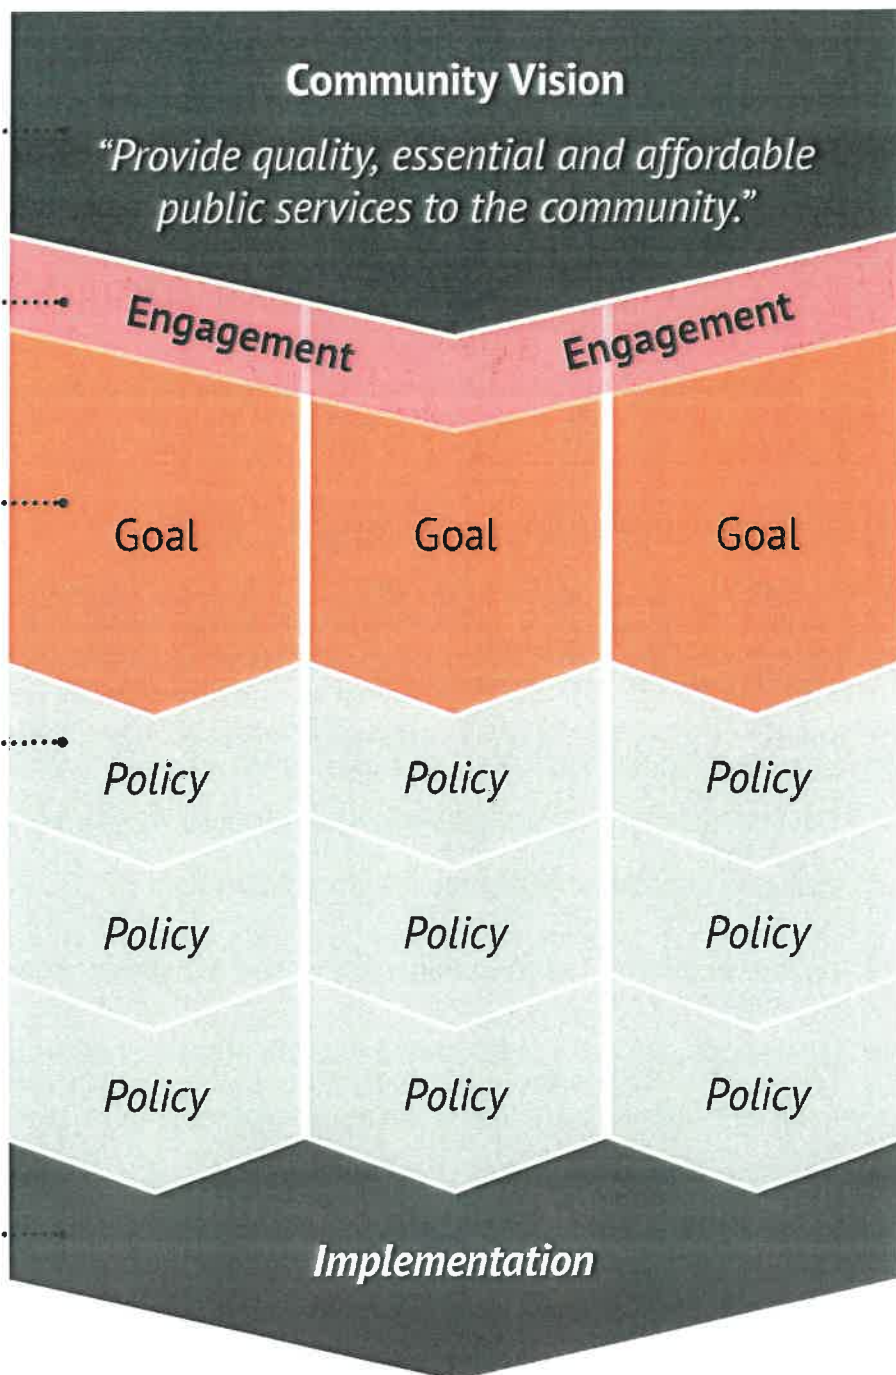 Community Vision
“Provide quality, essential and affordable
public services to the community.”
Engagement Engagement
Goal Goal Goal
Policy Policy Policy
Policy Policy Policy
Policy Policy Policy
Implementation